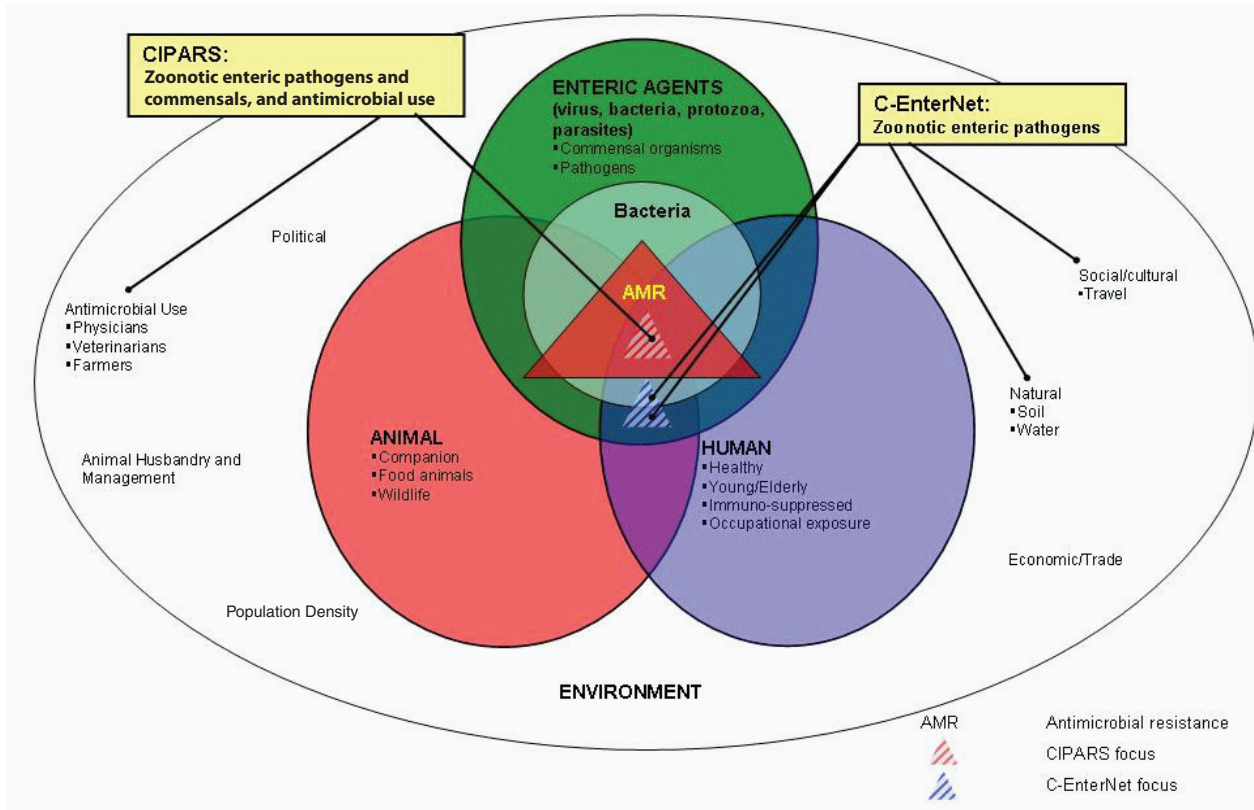 CIPARS:
Zoonotic enteric pathogens and
commensals, and antimicrobial use
ENTERIC AGENTS
(virus, bacteria, protozoa,
parasites)
▪Commensal organisms
▪Pathogens
C-EnterNet:
Zoonotic enteric pathogens
Bacteria
AMR
Political
Antimicrobial Use
▪Physicians
▪Veterinarians
▪Farmers
Social/cultural
▪Travel
Natural
▪Soil
▪Water
Animal Husbandry and
Management
ANIMAL
▪Companion
▪Food animals
▪Wildlife
HUMAN
▪Healthy
▪Young/Elderly
▪Immuno-suppressed
▪Occupational exposure
Economic/Trade
Population Density
ENVIRONMENT
AMR Antimicrobial resistance
CIPARS focus
C-EnterNet focus